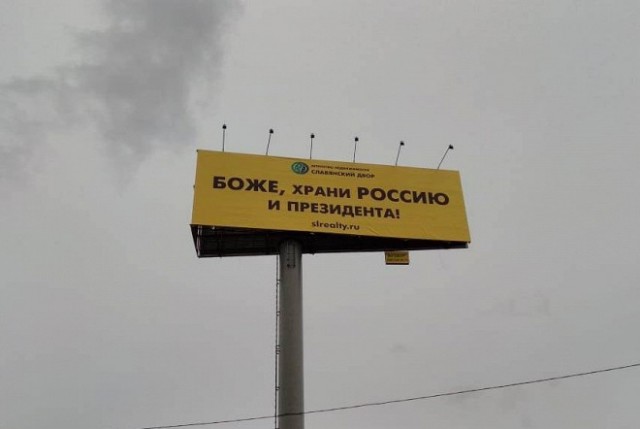 СЛАВЯНСКИЙ ДВОР
БОЖЕ, ХРАНИ РОССИЮ
И ПРЕЗИДЕНТА!
slrealty.ru